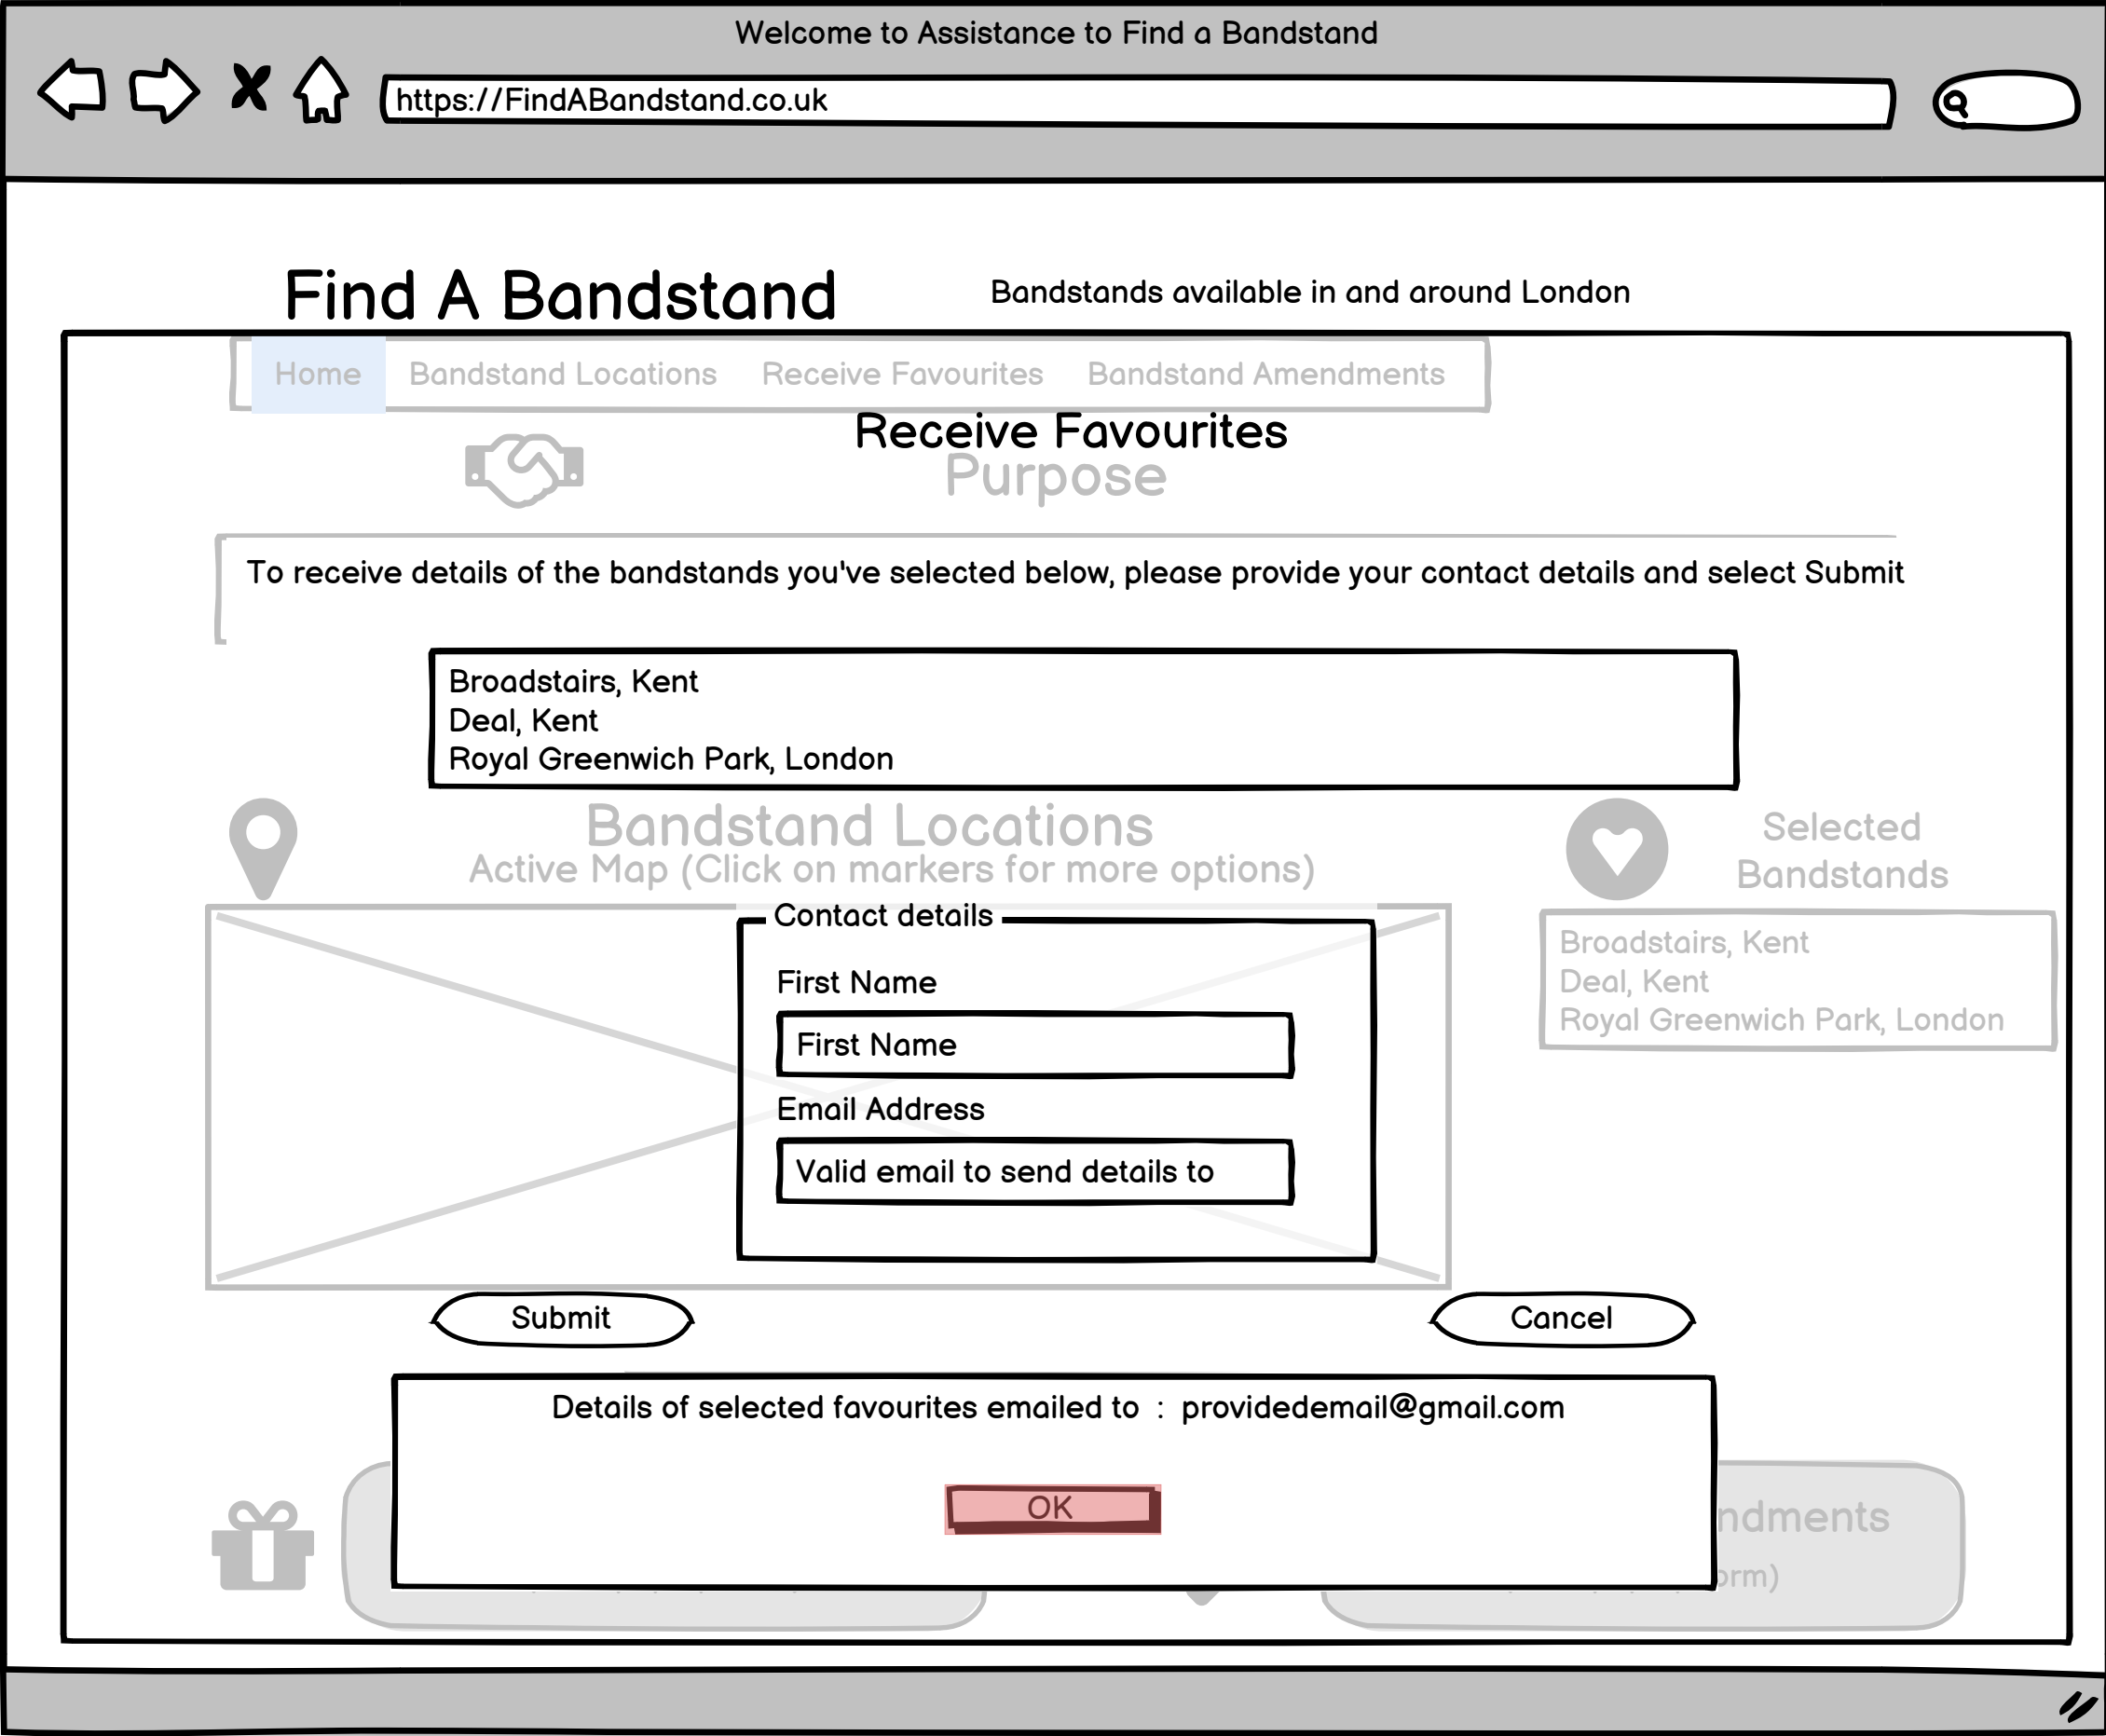 Welcome to Assistance to Find a Bandstand
https://FindABandstand.co.uk
Find A Bandstand
Bandstands available in and around London
Home Bandstand Locations Receive Favourites Bandstand Amendments
Receive Favourites
Purpose
To receive details of the bandstands you've selected below, please provide your contact details and select Submit
Broadstairs, Kent
Deal, Kent
Royal Greenwich Park, London
Bandstand Locations
Active Map (Click on markers for more options)
Selected
Bandstands
Broadstairs, Kent
Deal, Kent
Royal Greenwich Park, London
Contact details
First Name
First Name
Email Address
Valid email to send details to
Submit
Cancel
Details of selected favourites emailed to : providedemail@gmail.com
OK
ndments
orm)